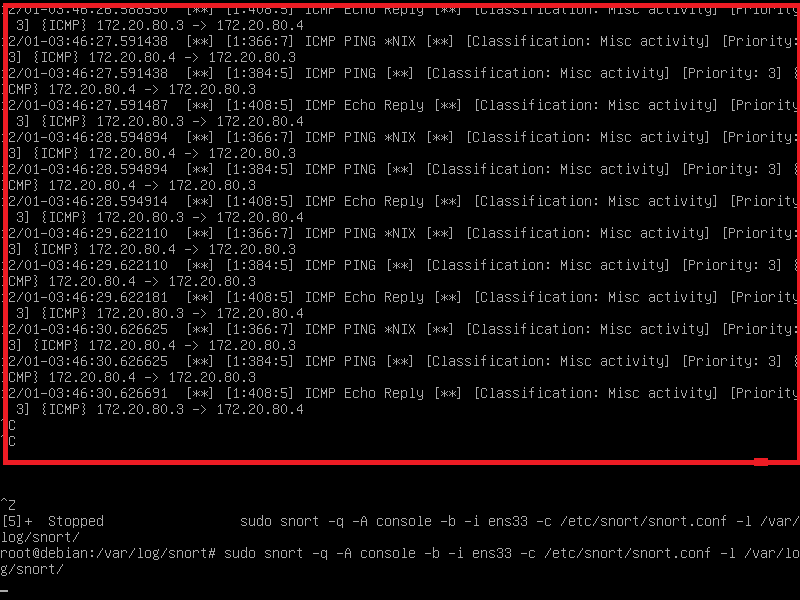 2/01-03:46:26.588550  [**] [1:408:5] ICMP Echo Reply [**] [Classification: Misc activity] [Priority:
 3] {ICMP} 172.20.80.3 -> 172.20.80.4
2/01-03:46:27.591438  [**] [1:366:7] ICMP PING *NIX [**] [Classification: Misc activity] [Priority:
3] {ICMP} 172.20.80.4 -> 172.20.80.3
2/01-03:46:27.591438  [**] [1:384:5] ICMP PING [**] [Classification: Misc activity] [Priority: 3] {
CMP} 172.20.80.4 -> 172.20.80.3
2/01-03:46:27.591487  [**] [1:408:5] ICMP Echo Reply [**] [Classification: Misc activity] [Priority:
 3] {ICMP} 172.20.80.3 -> 172.20.80.4
2/01-03:46:28.594894  [**] [1:366:7] ICMP PING *NIX [**] [Classification: Misc activity] [Priority:
3] {ICMP} 172.20.80.4 -> 172.20.80.3
2/01-03:46:28.594894  [**] [1:384:5] ICMP PING [**] [Classification: Misc activity] [Priority: 3] {
CMP} 172.20.80.4 -> 172.20.80.3
2/01-03:46:28.594914  [**] [1:408:5] ICMP Echo Reply [**] [Classification: Misc activity] [Priority:
 3] {ICMP} 172.20.80.3 -> 172.20.80.4
2/01-03:46:29.622110  [**] [1:366:7] ICMP PING *NIX [**] [Classification: Misc activity] [Priority:
3] {ICMP} 172.20.80.4 -> 172.20.80.3
2/01-03:46:29.622110  [**] [1:384:5] ICMP PING [**] [Classification: Misc activity] [Priority: 3] {
CMP} 172.20.80.4 -> 172.20.80.3
2/01-03:46:29.622181  [**] [1:408:5] ICMP Echo Reply [**] [Classification: Misc activity] [Priority:
 3] {ICMP} 172.20.80.3 -> 172.20.80.4
2/01-03:46:30.626625  [**] [1:366:7] ICMP PING *NIX [**] [Classification: Misc activity] [Priority:
3] {ICMP} 172.20.80.4 -> 172.20.80.3
2/01-03:46:30.626625  [**] [1:384:5] ICMP PING [**] [Classification: Misc activity] [Priority: 3] {
CMP} 172.20.80.4 -> 172.20.80.3
2/01-03:46:30.626691  [**] [1:408:5] ICMP Echo Reply [**] [Classification: Misc activity] [Priority:
 3] {ICMP} 172.20.80.3 -> 172.20.80.4
^C
^C
^Z
[5]+  Stopped                 sudo snort -q -A console -b -i ens33 -c /etc/snort/snort.conf -l /var/
log/snort/
root@debian:/var/log/snort# sudo snort -q -A console -b -i ens33 -c /etc/snort/snort.conf -l /var/lo
g/snort/